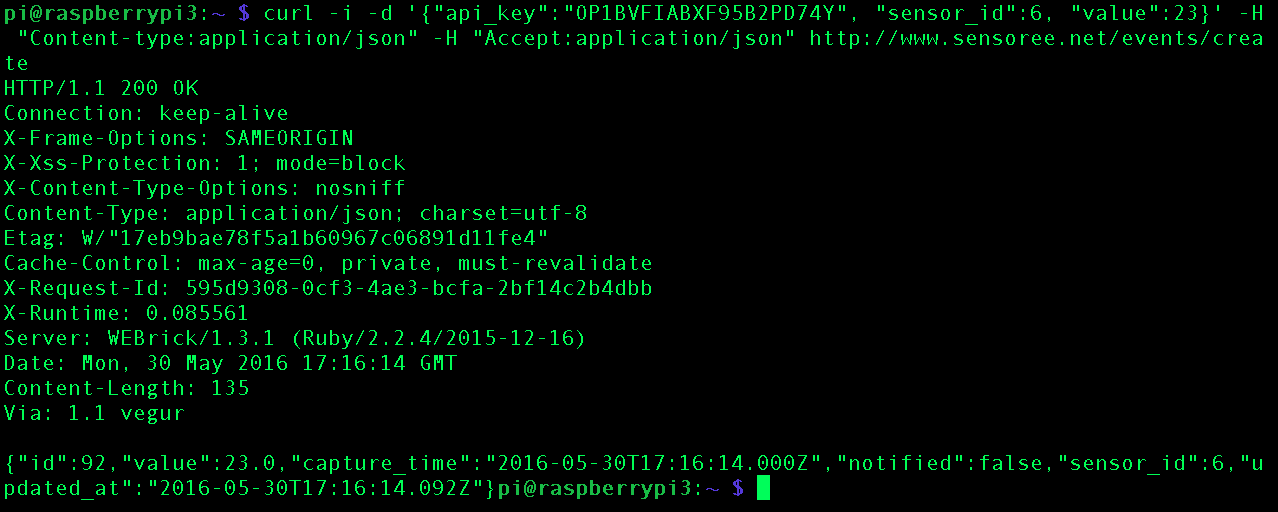 pi@raspberrypi3:~ $ curl -i -d '{"api_key":"OP1BVFIABXF95B2PD74Y", "sensor_id":6, "value":23}' -H
 "Content-type:application/json" -H "Accept:application/json" http://www.sensoree.net/events/crea
te
HTTP/1.1 200 OK
Connection: keep-alive
X-Frame-Options: SAMEORIGIN
X-Xss-Protection: 1; mode=block
X-Content-Type-Options: nosniff
Content-Type: application/json; charset=utf-8
Etag: W/"17eb9bae78f5a1b60967c06891d11fe4"
Cache-Control: max-age=0, private, must-revalidate
X-Request-Id: 595d9308-0cf3-4ae3-bcfa-2bf14c2b4dbb
X-Runtime: 0.085561
Server: WEBrick/1.3.1 (Ruby/2.2.4/2015-12-16)
Date: Mon, 30 May 2016 17:16:14 GMT
Content-Length: 135
Via: 1.1 vegur

{"id":92,"value":23.0,"capture_time":"2016-05-30T17:16:14.000Z","notified":false,"sensor_id":6,"u
pdated_at":"2016-05-30T17:16:14.092Z"}pi@raspberrypi3:~ $